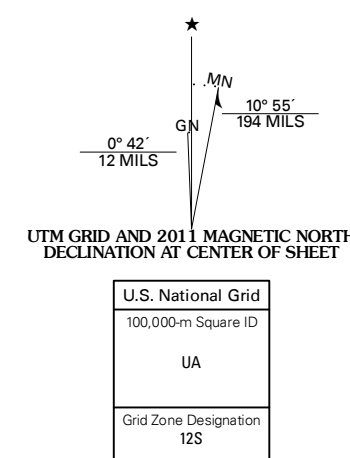 ★
MN
GN
0° 42´
12 MILS
10° 55´
194 MILS
UTM GRID AND 2011 MAGNETIC NORTH
DECLINATION AT CENTER OF SHEET
U.S. National Grid
100,000-m Square ID
UA
Grid Zone Designation
12S